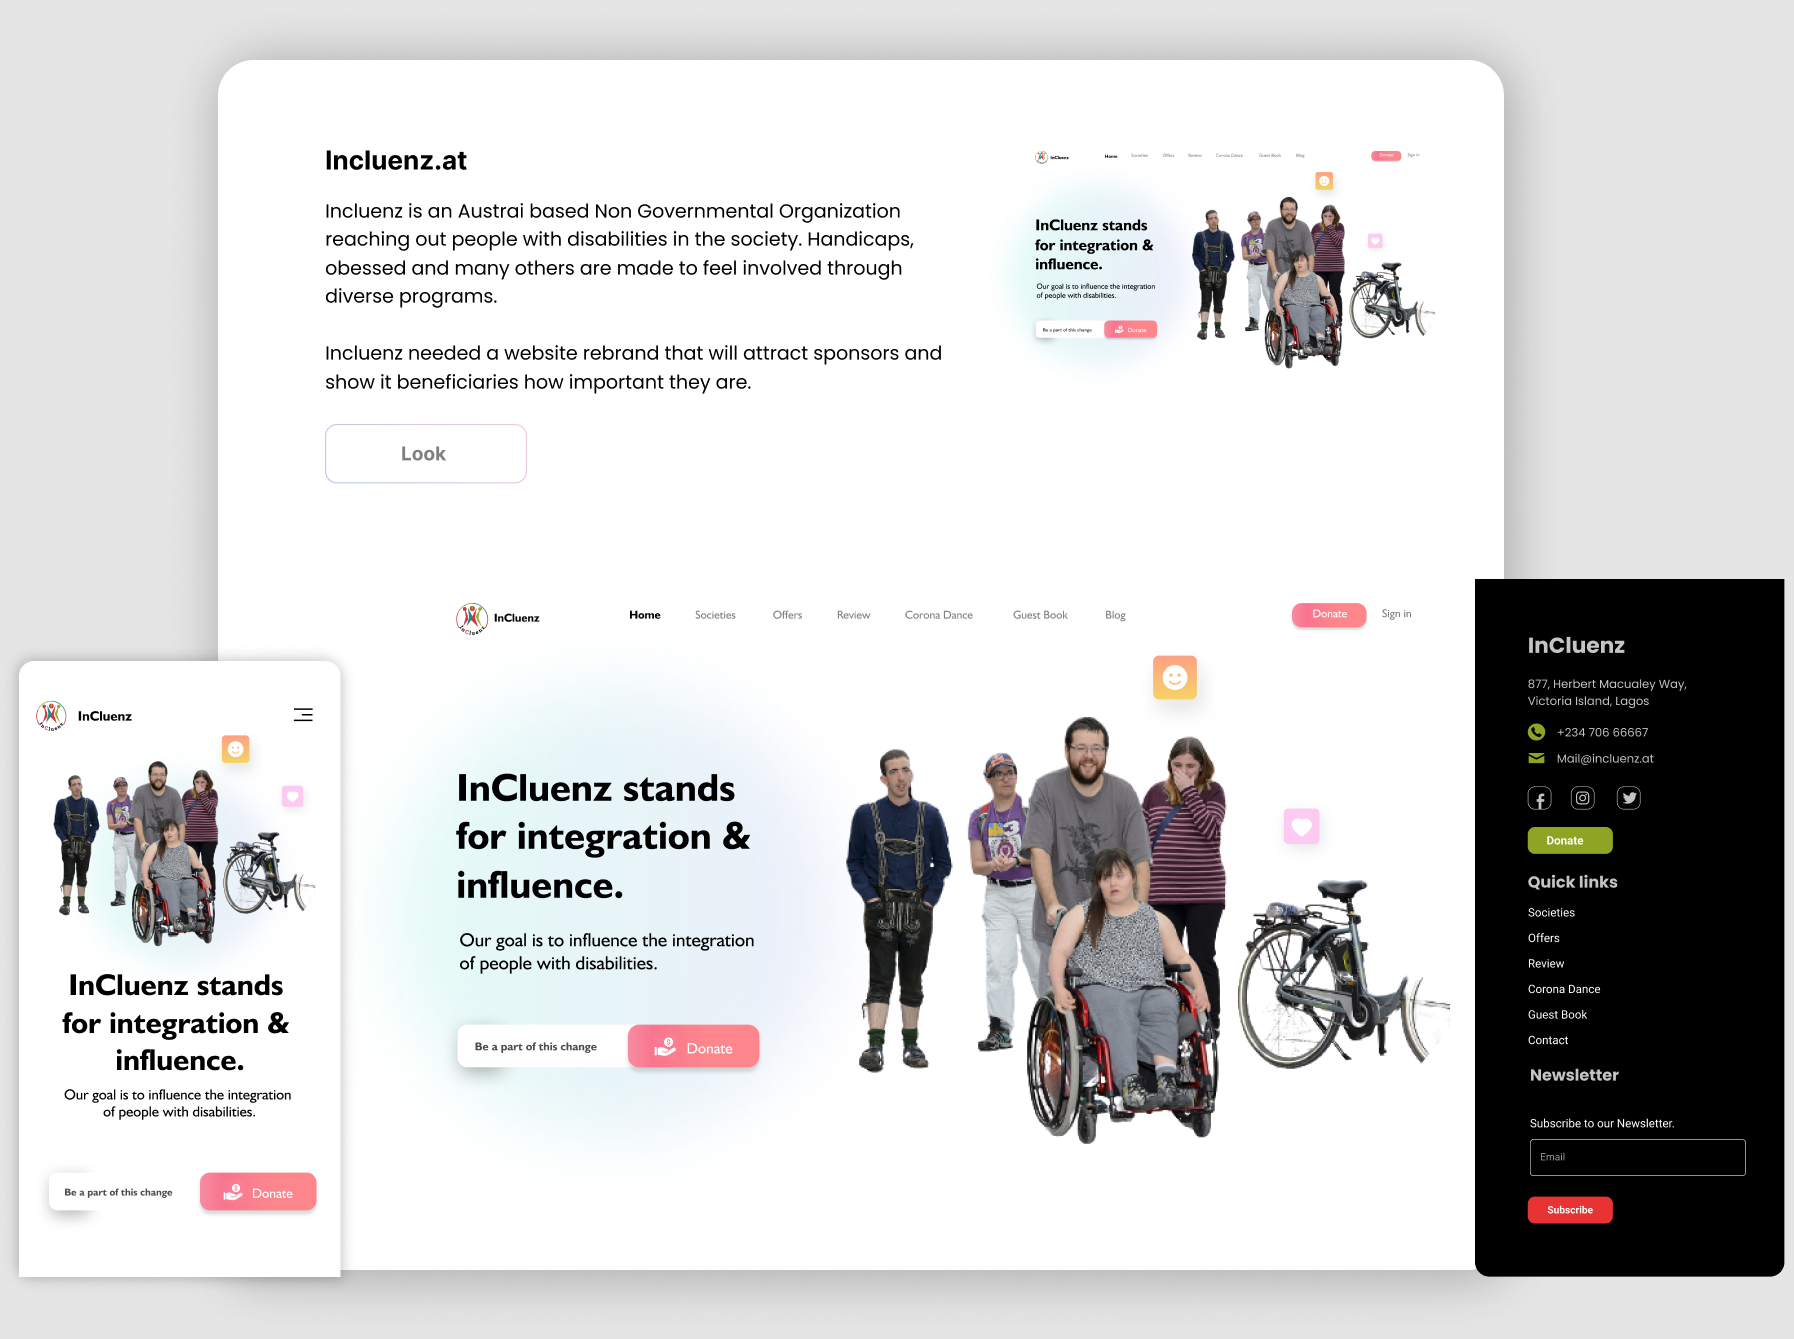 Incluenz.at
Incluenz is an Austrai based Non Governmental Organization
reaching out people with disabilities in the society. Handicaps,
obessed and many others are made to feel involved through
diverse programs.
Incluenz needed a website rebrand that will attract sponsors and
show it beneficiaries how important they are.
Look
InCluenz
Home Societies Offers Review Corona Dance Guest Book Blog
Donate Sign in
InCluenz stands
for integration &
influence.
Our goal is to influence the integration
of people with disabilities.
Be a part of this change Donate
InCluenz
InCluenz
Home Societies Offers Review Corona Dance Guest Book Blog
Donate Sign in
InCluenz stands
for integration &
influence.
Our goal is to influence the integration
of people with disabilities.
Be a part of this change Donate
InCluenz
InCluenz
InCluenz stands
for integration &
influence.
Our goal is to influence the integration
of people with disabilities.
Be a part of this change Donate
InCluenz
877, Herbert Macualey Way,
Victoria Island, Lagos
+234 706 66667
Mail@incluenz.at
Donate
Quick links
Societies
Offers
Review
Corona Dance
Guest Book
Contact
Newsletter
Subscribe to our Newsletter.
Email
Subscribe